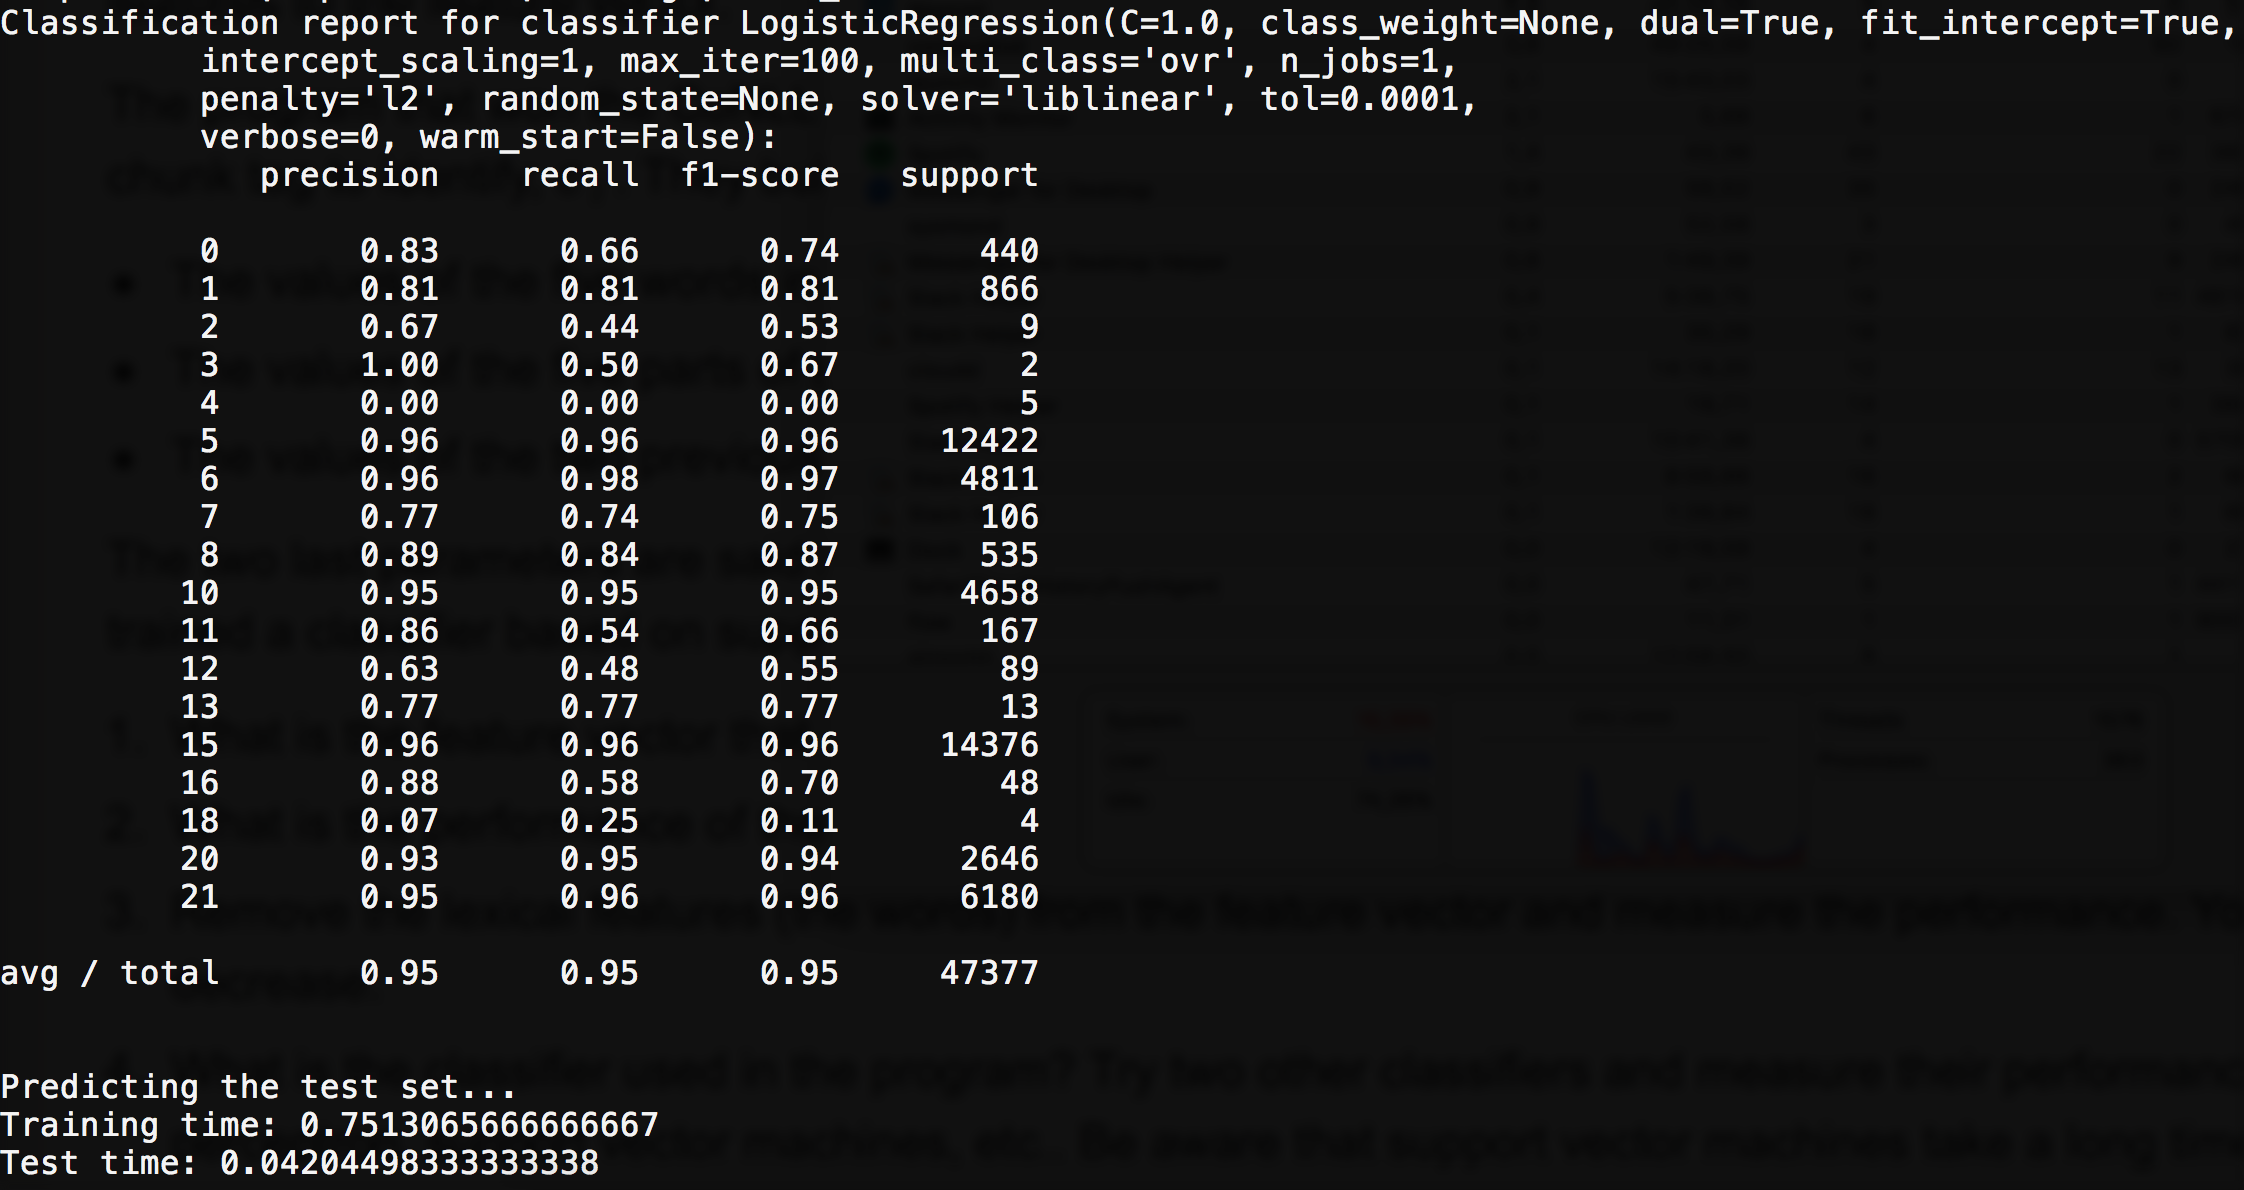 Classification report for classifier LogisticRegression(C=1.0, class_weight=None, dual=True, fit_intercept=True,
intercept_scaling=1, max_iter=100, multi_class='ovr', n_jobs=1,
penalty='l2', random_state=None, solver='liblinear', tol=0.0001,
verbose=0, warm_start=False):
precision recall f1-score support
0 0.83 0.66 0.74 440
1 0.81 0.81 0.81 866
2 0.67 0.44 0.53 9
3 1.00 0.50 0.67 2
4 0.00 0.00 0.00 5
5 0.96 0.96 0.96 12422
6 0.96 0.98 0.97 4811
7 0.77 0.74 0.75 106
8 0.89 0.84 0.87 535
10 0.95 0.95 0.95 4658
11 0.86 0.54 0.66 167
12 0.63 0.48 0.55 89
13 0.77 0.77 0.77 13
15 0.96 0.96 0.96 14376
16 0.88 0.58 0.70 48
18 0.07 0.25 0.11 4
20 0.93 0.95 0.94 2646
21 0.95 0.96 0.96 6180
avg / total 0.95 0.95 0.95 47377
Predicting the test set...
Training time: 0.7513065666666667
Test time: 0.04204498333333338